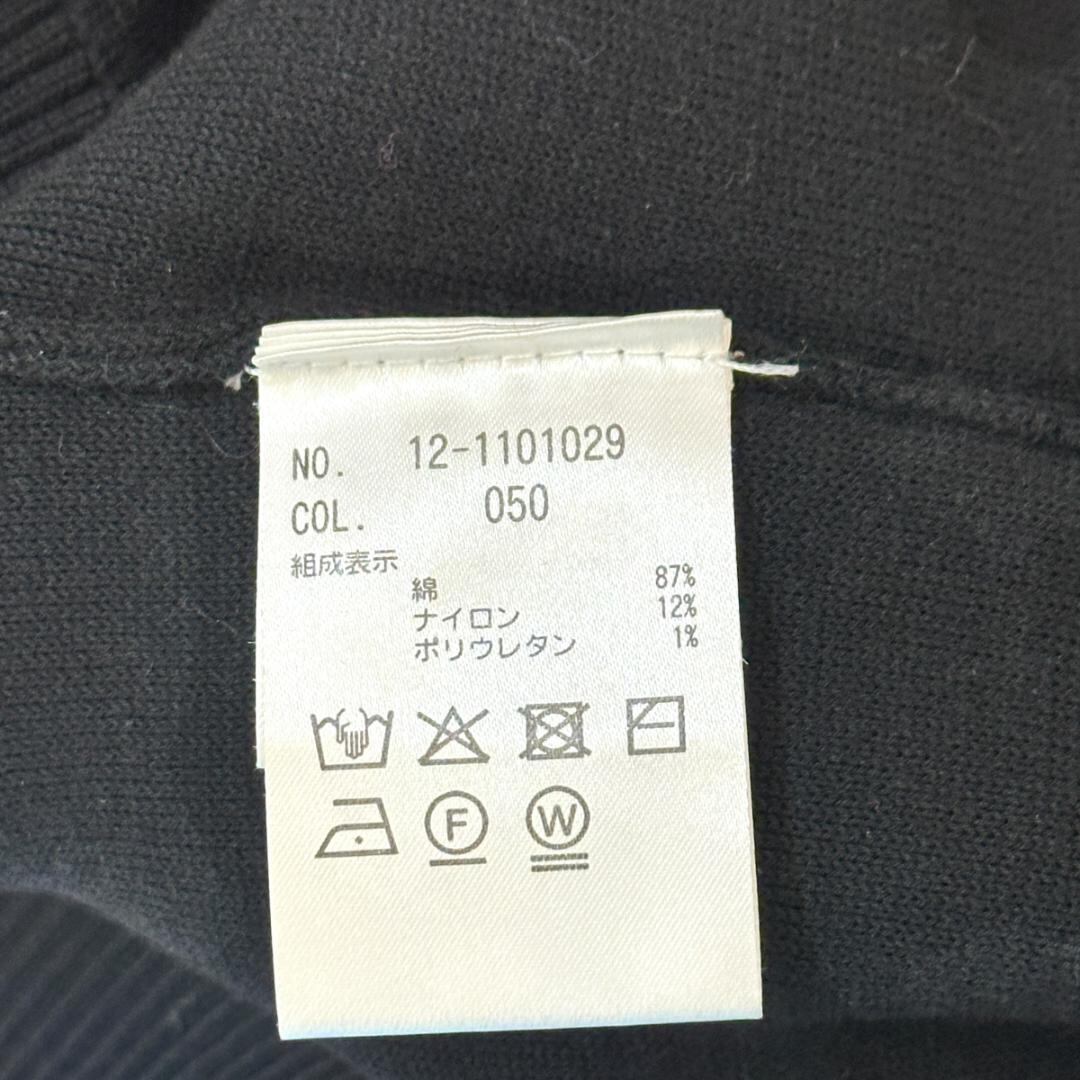 NO. 12-1101029
COL. 050
組成表示
綿 87%
ナイロン 12%
ポリウレタン 1%
F W